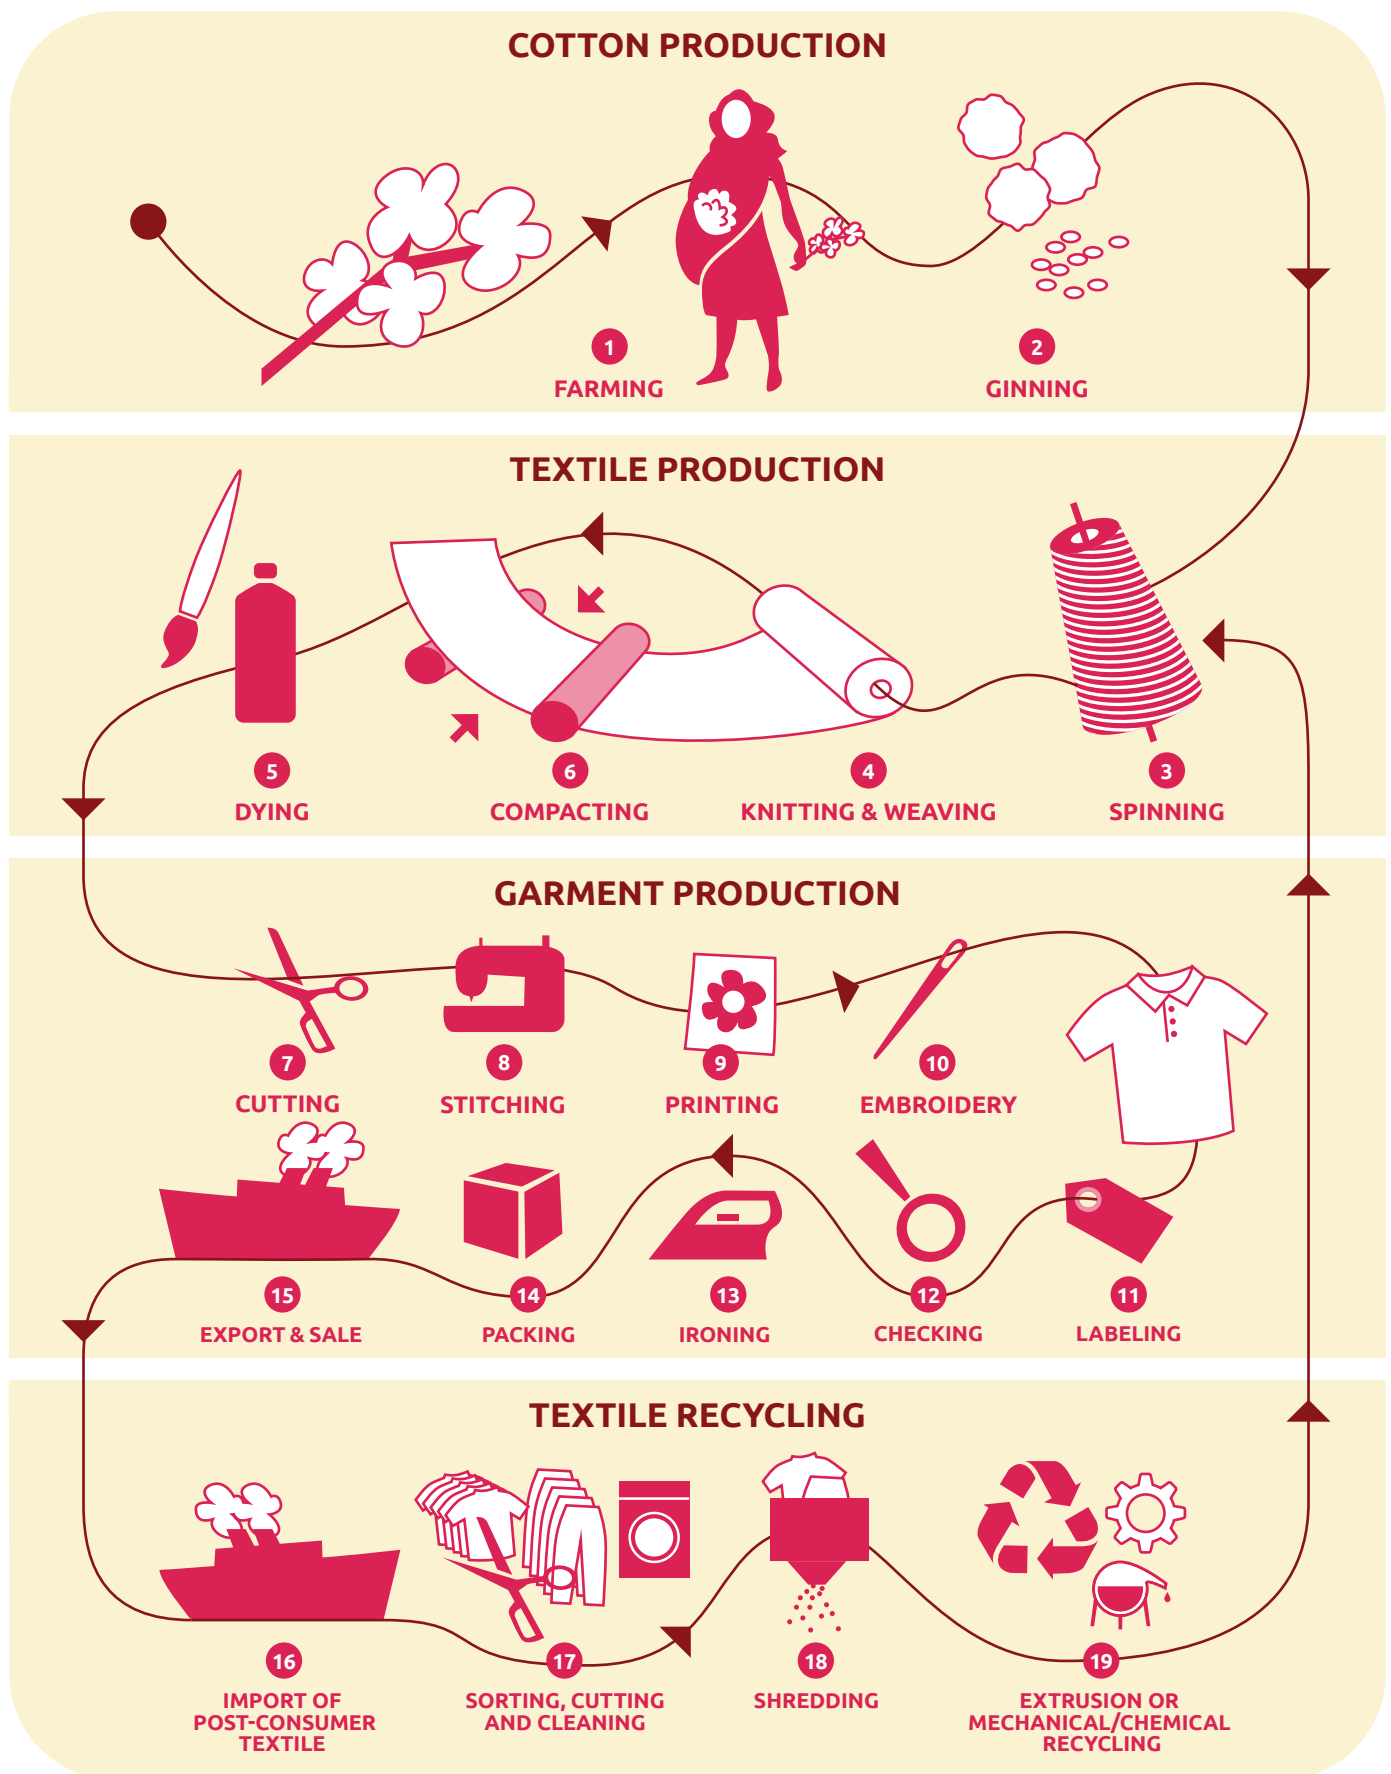 COTTON PRODUCTION
1
FARMING
2
GINNING
TEXTILE PRODUCTION
5
DYING
6
COMPACTING
4
KNITTING & WEAVING
3
SPINNING
GARMENT PRODUCTION
7
CUTTING
8
STITCHING
9
PRINTING
10
EMBROIDERY
15
EXPORT & SALE
14
PACKING
13
IRONING
12
CHECKING
11
LABELING
TEXTILE RECYCLING
16
IMPORT OF
POST-CONSUMER
TEXTILE
17
SORTING, CUTTING
AND CLEANING
18
SHREDDING
19
EXTRUSION OR
MECHANICAL/CHEMICAL
RECYCLING